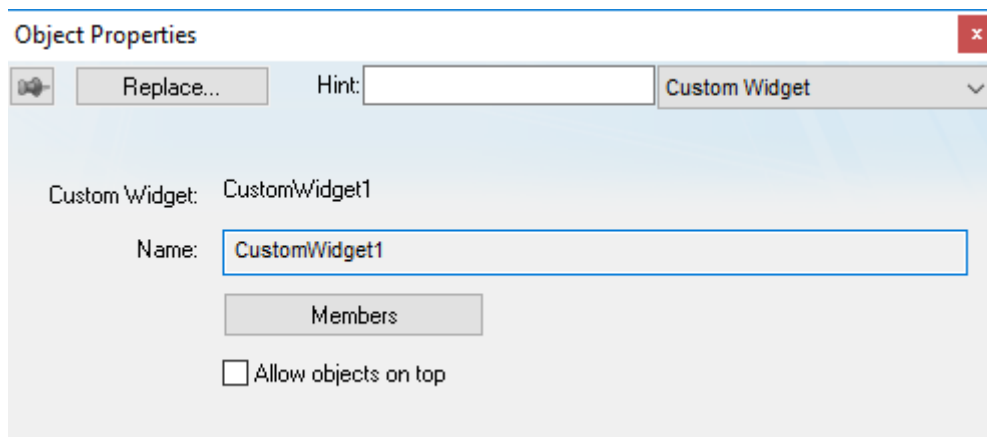 Object Properties
x
Replace... Hint: Custom Widget
Custom Widget: CustomWidget1
Name: CustomWidget1
Members
Allow objects on top